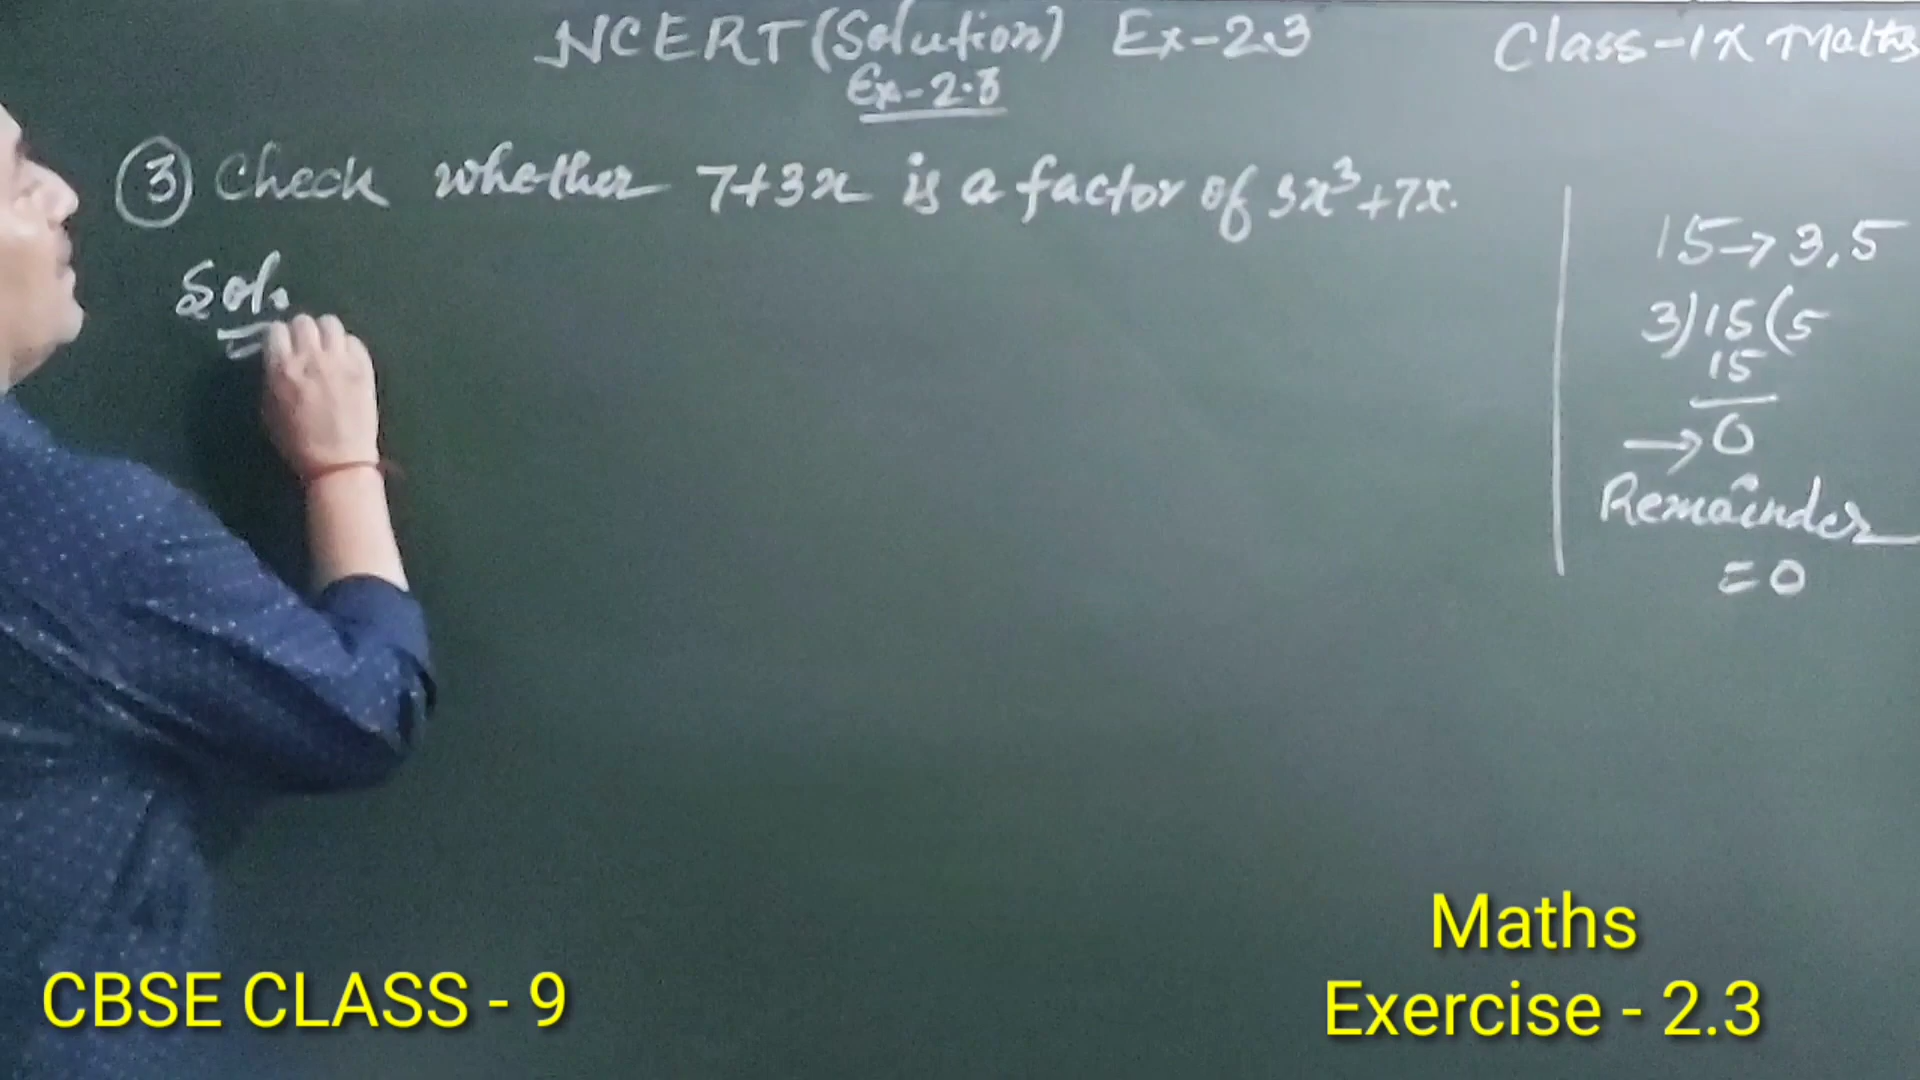 NCERT (Solution) Ex-2.3 Class-IX Maths
Ex-2.3
③ Check whether 7+3x is a factor of 3x³+7x.
Sol.
15→3,5
3)15(5
15
→0
Remainder
=0
Maths
CBSE CLASS - 9
Exercise - 2.3